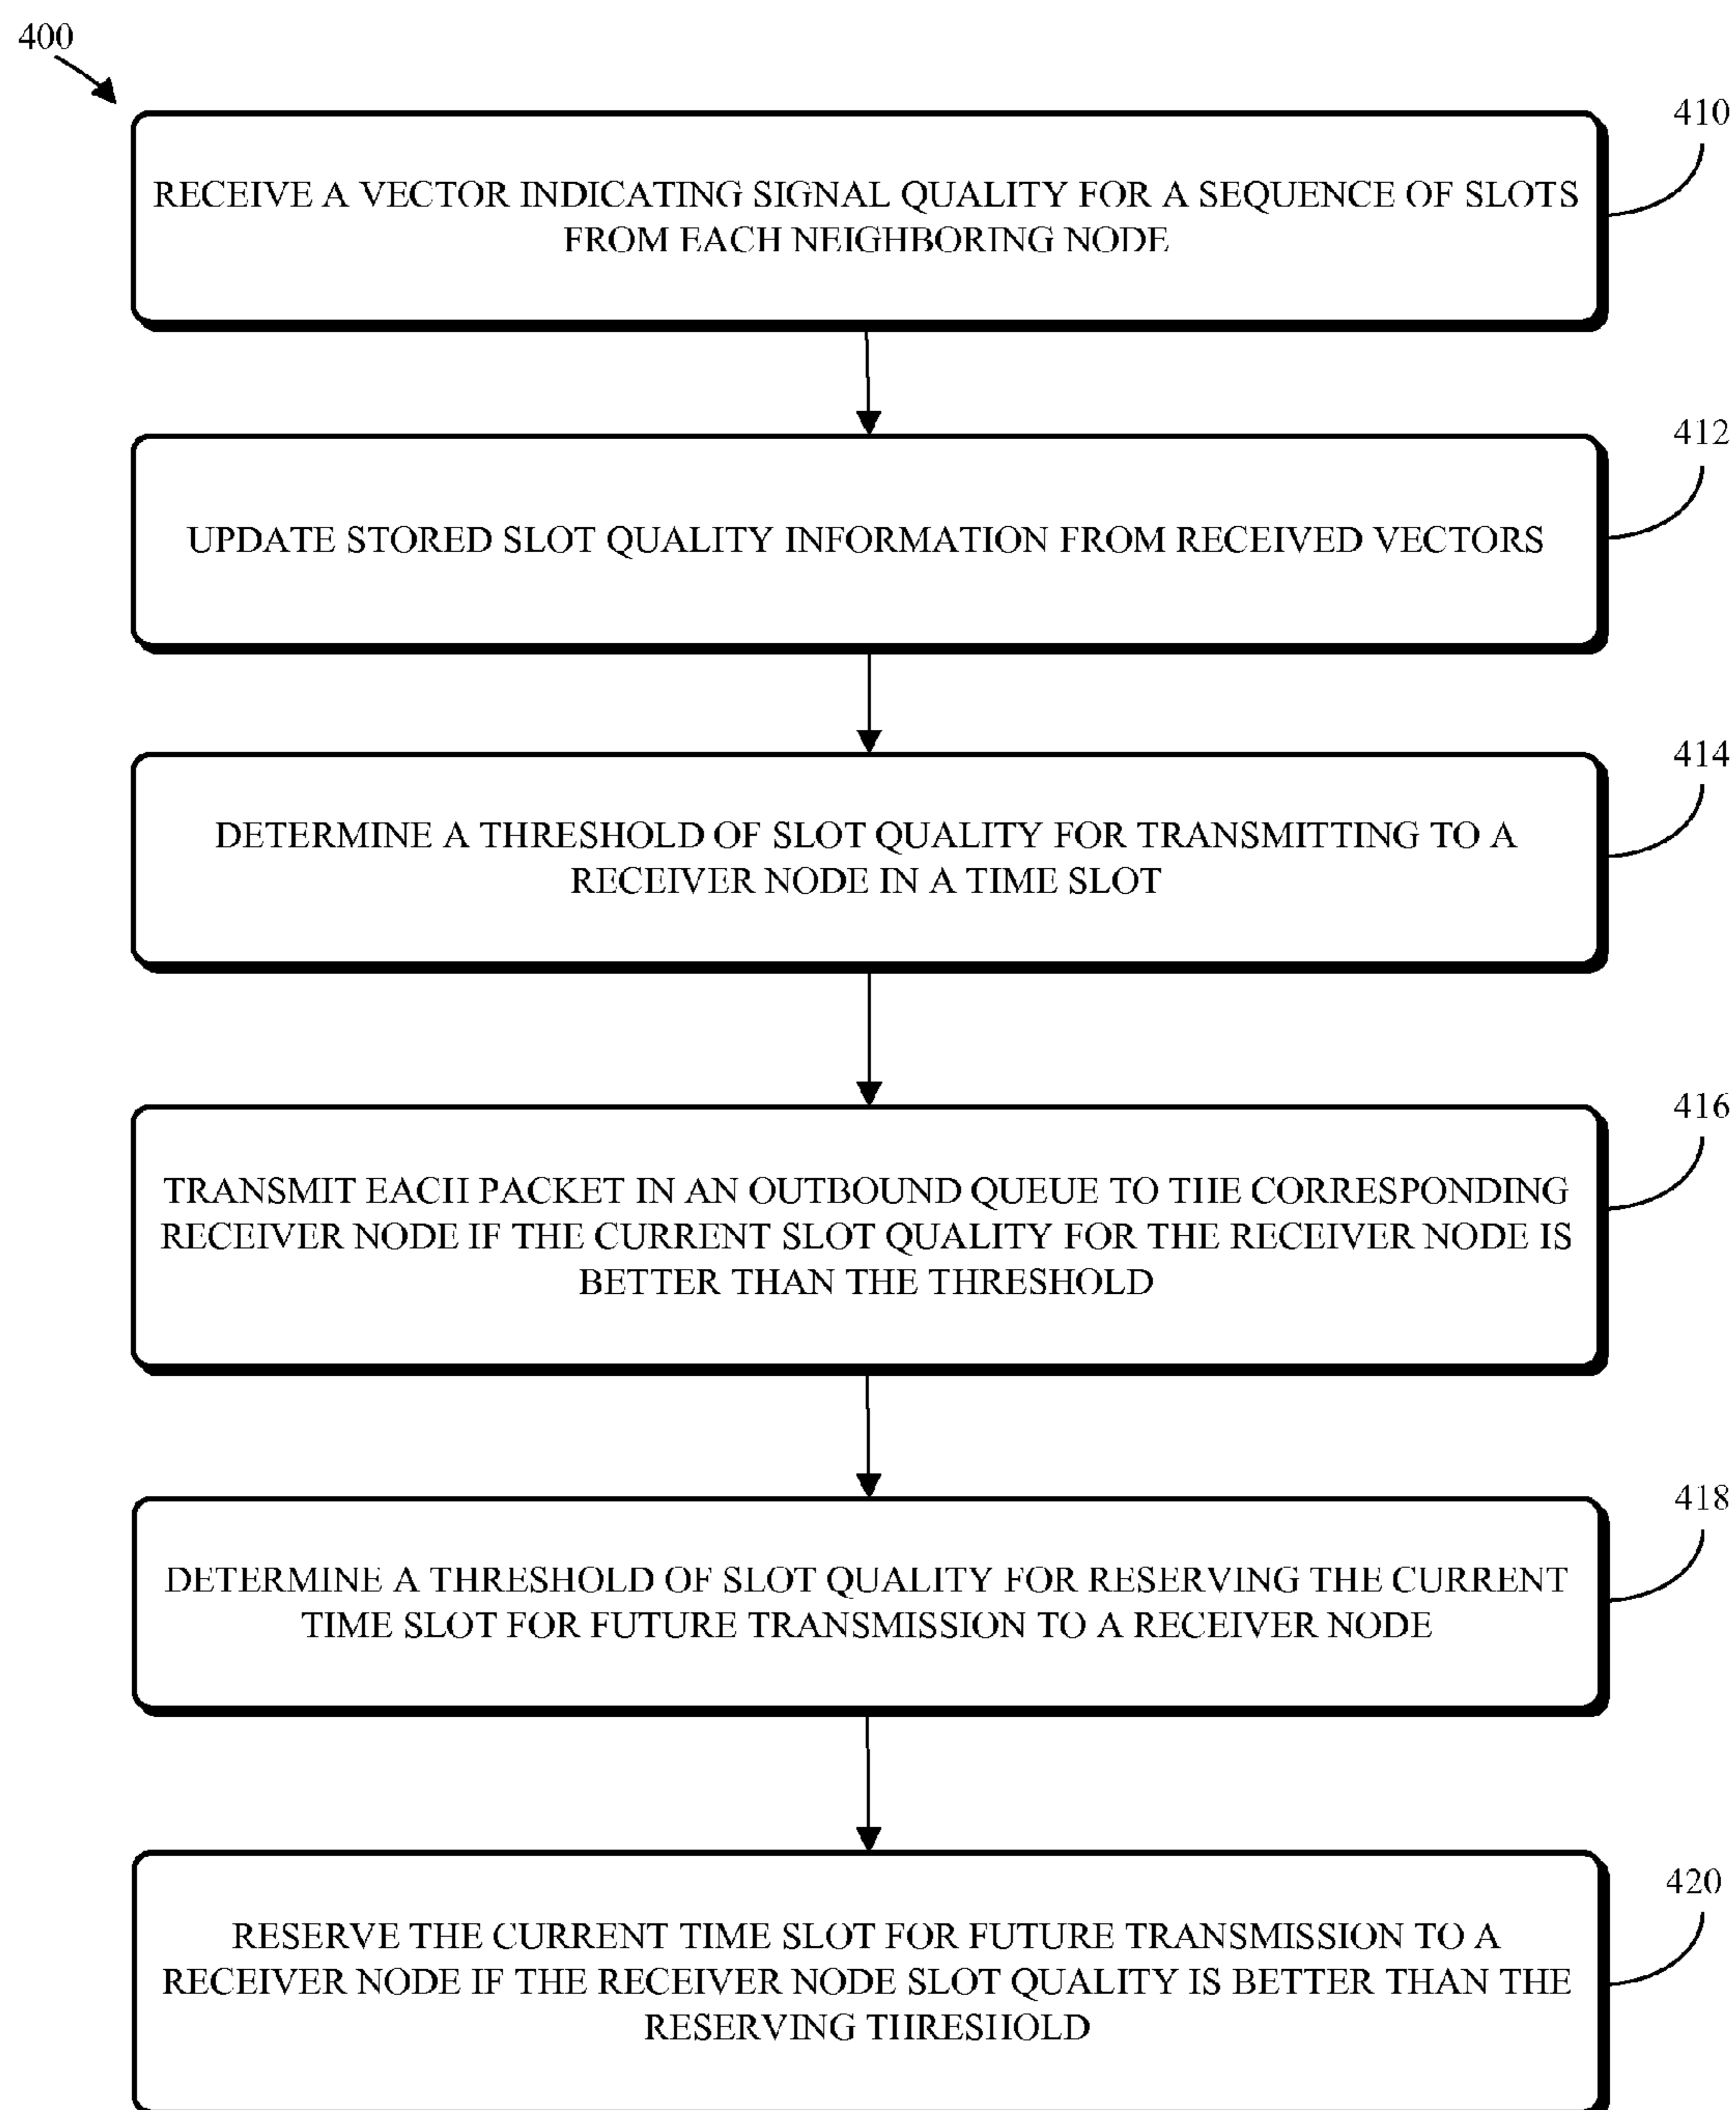 400
410
RECEIVE A VECTOR INDICATING SIGNAL QUALITY FOR A SEQUENCE OF SLOTS
FROM EACH NEIGHBORING NODE
412
UPDATE STORED SLOT QUALITY INFORMATION FROM RECEIVED VECTORS
414
DETERMINE A THRESHOLD OF SLOT QUALITY FOR TRANSMITTING TO A
RECEIVER NODE IN A TIME SLOT
416
TRANSMIT EACH PACKET IN AN OUTBOUND QUEUE TO THE CORRESPONDING
RECEIVER NODE IF THE CURRENT SLOT QUALITY FOR THE RECEIVER NODE IS
BETTER THAN THE THRESHOLD
418
DETERMINE A THRESHOLD OF SLOT QUALITY FOR RESERVING THE CURRENT
TIME SLOT FOR FUTURE TRANSMISSION TO A RECEIVER NODE
420
RESERVE THE CURRENT TIME SLOT FOR FUTURE TRANSMISSION TO A
RECEIVER NODE IF THE RECEIVER NODE SLOT QUALITY IS BETTER THAN THE
RESERVING THRESHOLD